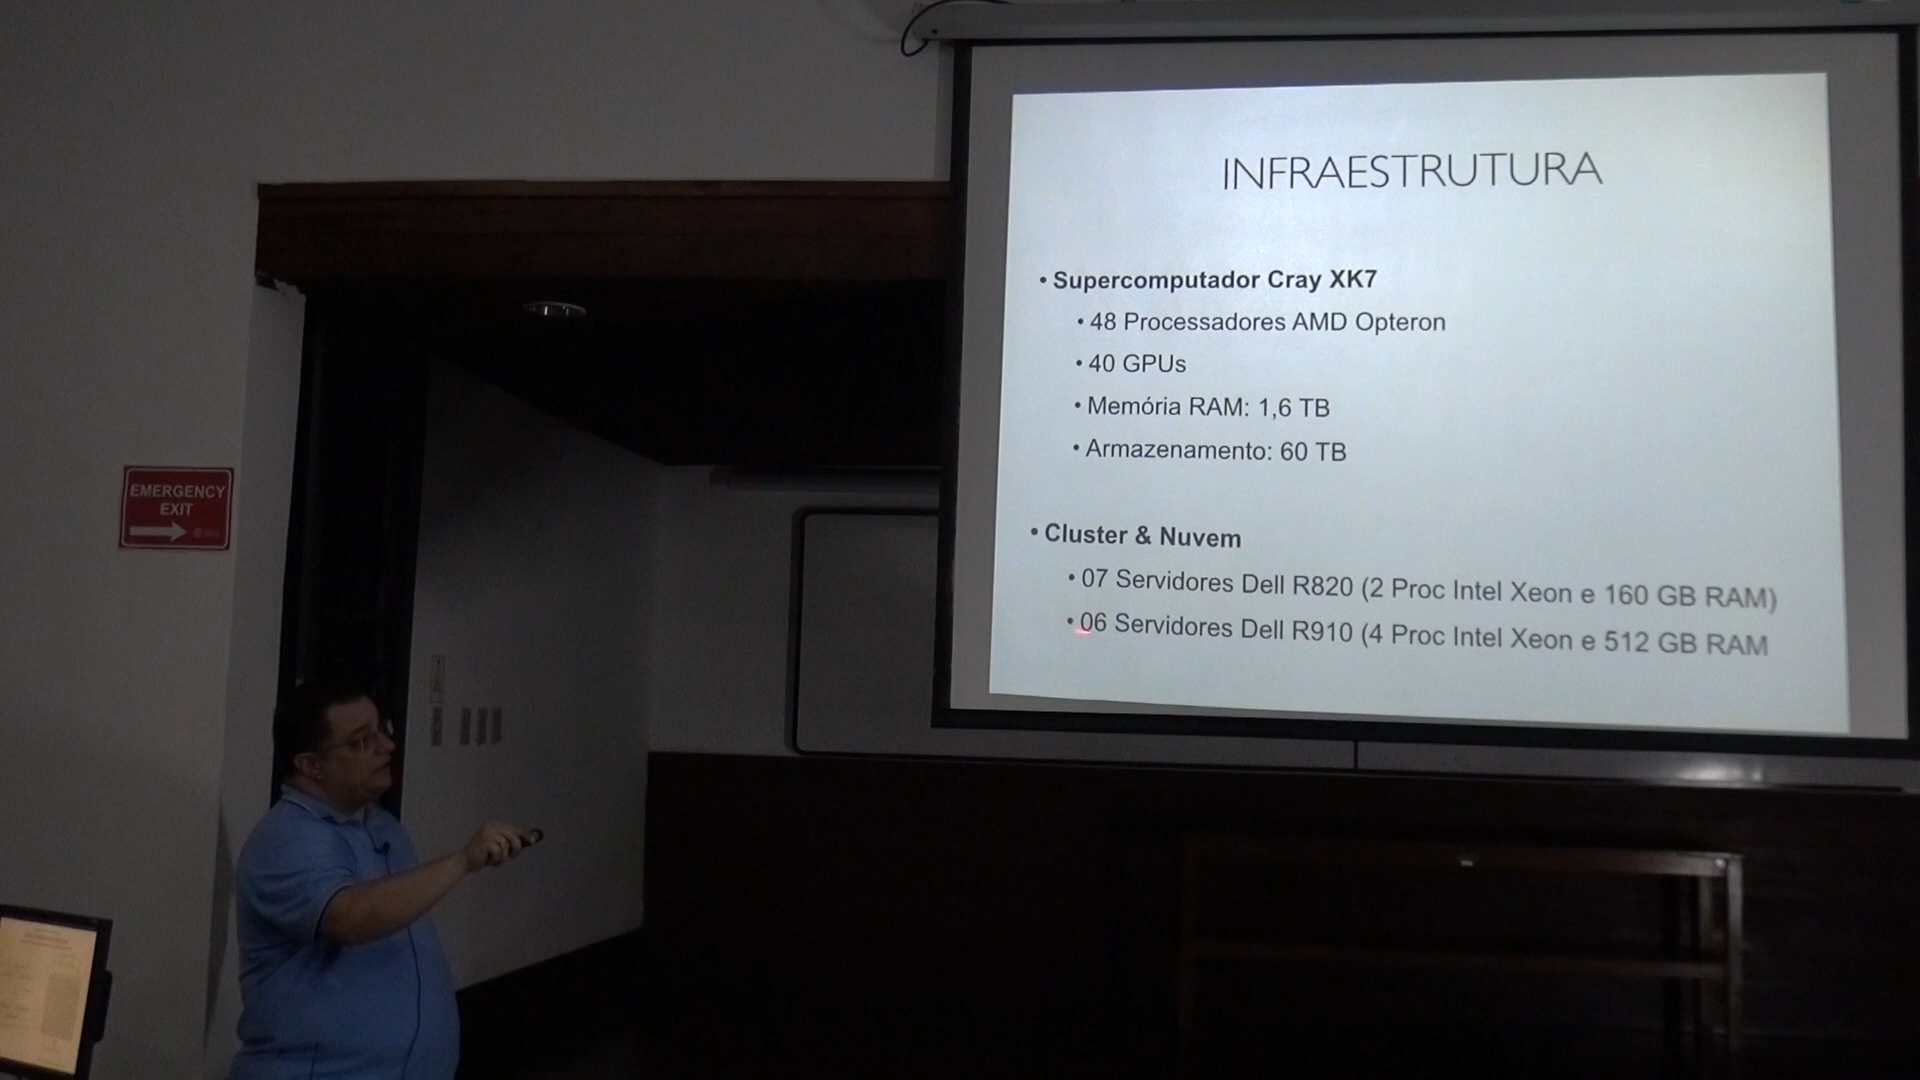 INFRAESTRUTURA
• Supercomputador Cray XK7
• 48 Processadores AMD Opteron
• 40 GPUs
• Memória RAM: 1,6 TB
• Armazenamento: 60 TB
• Cluster & Nuvem
• 07 Servidores Dell R820 (2 Proc Intel Xeon e 160 GB RAM)
• 06 Servidores Dell R910 (4 Proc Intel Xeon e 512 GB RAM
EMERGENCY
EXIT